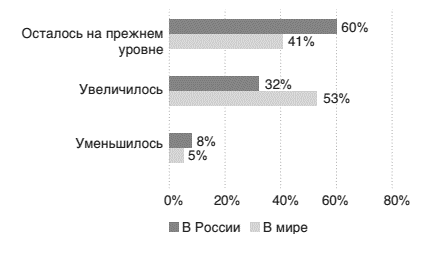 Осталось на прежнем
уровне
60%
41%
Увеличилось
32%
53%
Уменьшилось
8%
5%
0% 20% 40% 60% 80%
В России В мире